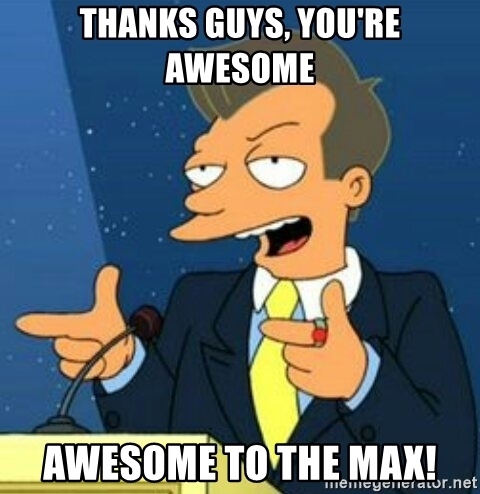 THANKS GUYS, YOU'RE
AWESOME
AWESOME TO THE MAX!
memegenerator.net